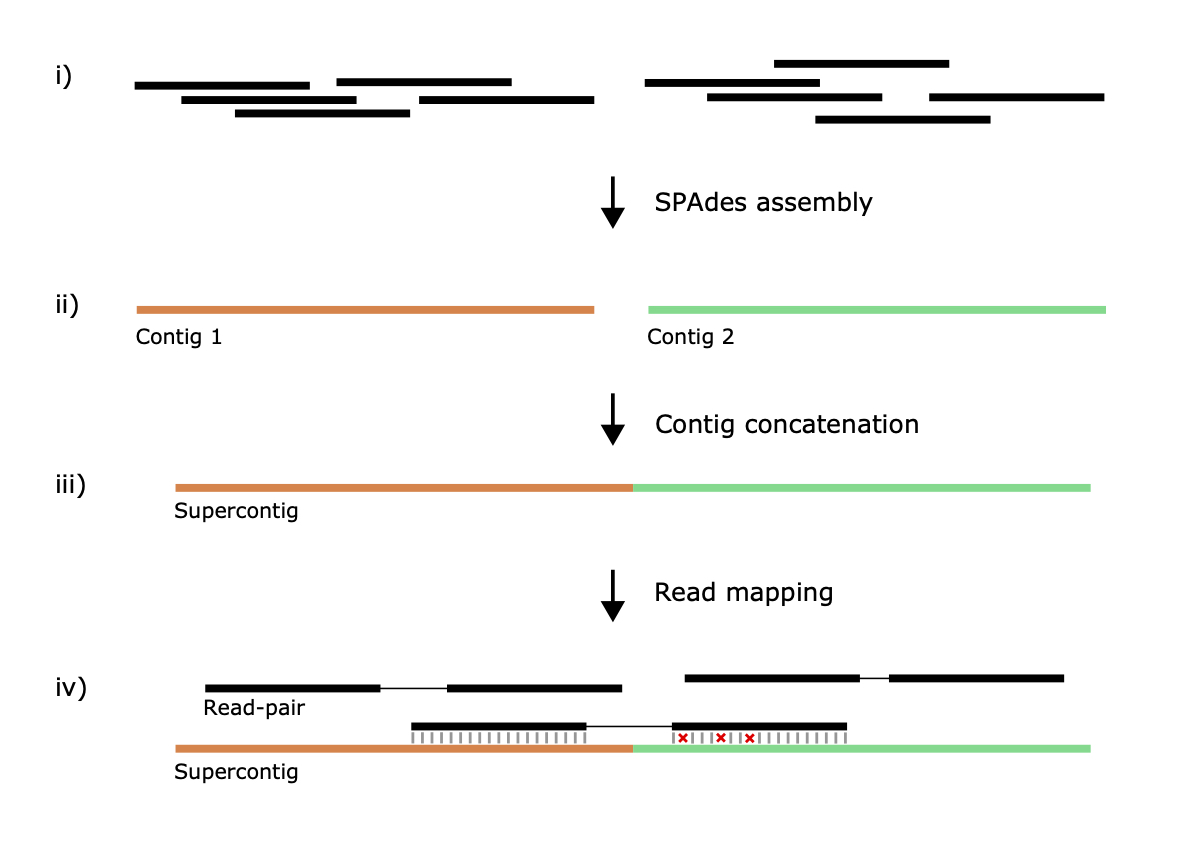 i)
SPAdes assembly
ii)
Contig 1
Contig 2
Contig concatenation
iii)
Supercontig
Read mapping
iv)
Read-pair
Supercontig